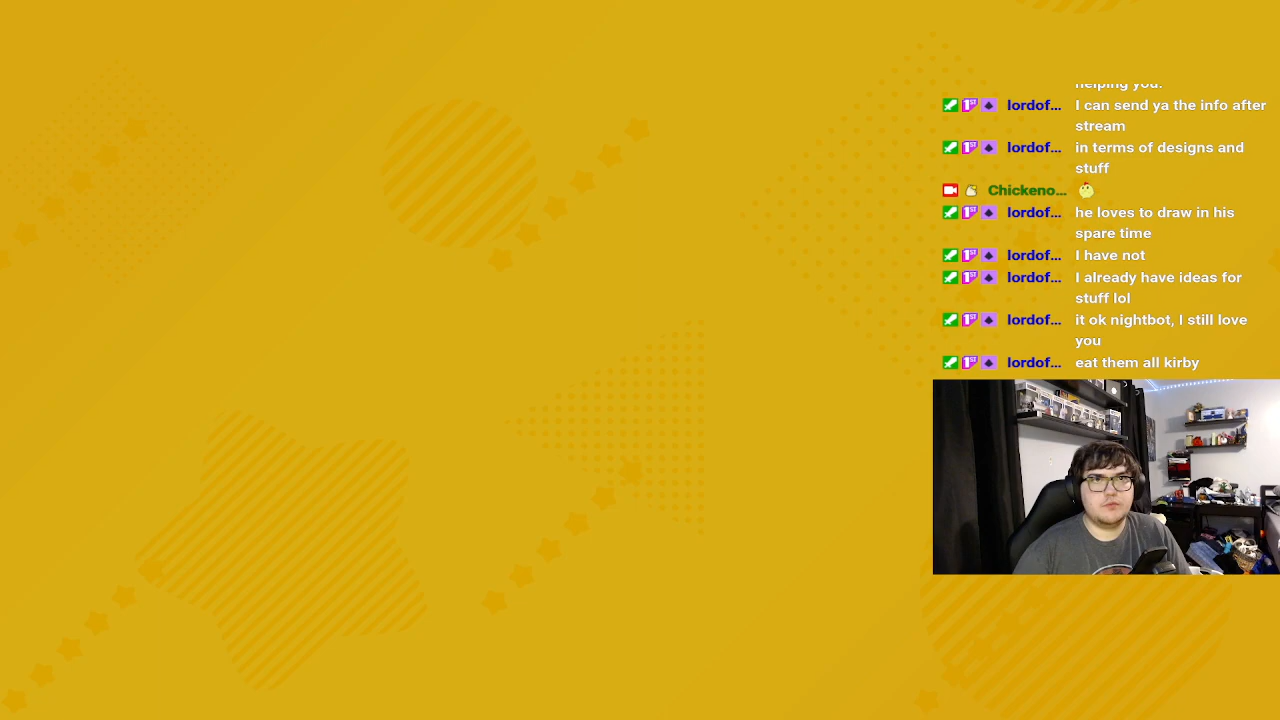 helping you.
lordof... I can send ya the info after
stream
lordof... in terms of designs and
stuff
Chickeno...
lordof... he loves to draw in his
spare time
lordof... I have not
lordof... I already have ideas for
stuff lol
lordof... it ok nightbot, I still love
you
lordof... eat them all kirby